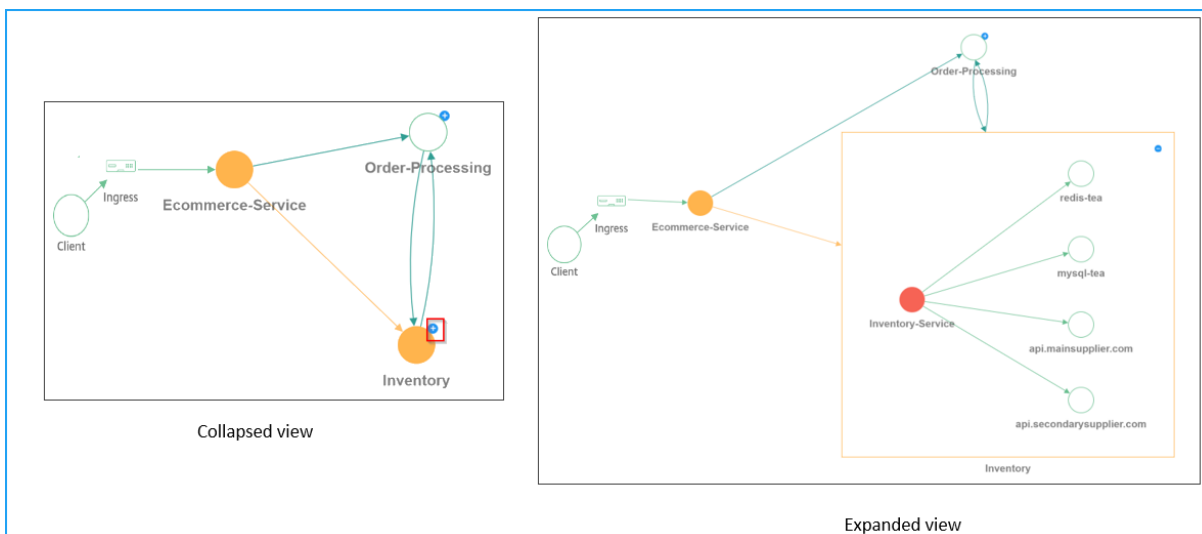 Order-Processing
Ingress
Ecommerce-Service
Client
Inventory
Collapsed view
Order-Processing
redis-tea
Ingress
Ecommerce-Service
Client
mysql-tea
Inventory-Service
api.mainsupplier.com
api.secondarysupplier.com
Inventory
Expanded view